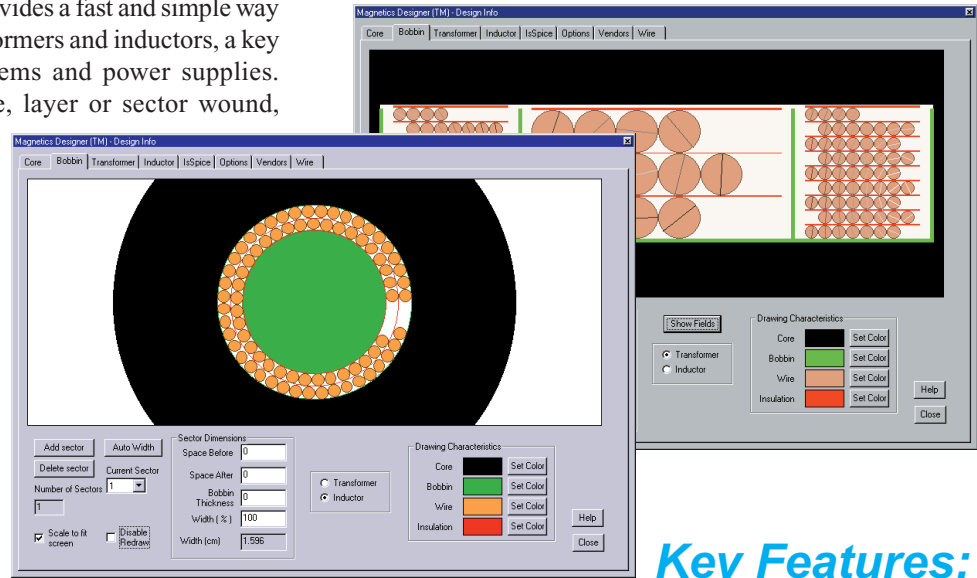 vides a fast and simple way
ormers and inductors, a key
ems and power supplies.
e, layer or sector wound,
Magnetics Designer (TM) - Design Info
Core Bobbin Transformer Inductor IsSpice Options Vendors Wire
Show Fields
Transformer
Inductor
Drawing Characteristics
Core Set Color
Bobbin Set Color
Wire Set Color
Insulation Set Color
Help
Close
Magnetics Designer (TM) - Design Info
Core Bobbin Transformer Inductor IsSpice Options Vendors Wire
Add sector Auto Width
Delete sector Current Sector
Number of Sectors 1
1
Scale to fit screen
Disable Redraw
Sector Dimensions
Space Before 0
Space After 0
Bobbin Thickness 0
Width ( % ) 100
Width (cm) 1.596
Transformer
Inductor
Drawing Characteristics
Core Set Color
Bobbin Set Color
Wire Set Color
Insulation Set Color
Help
Close
Key Features: